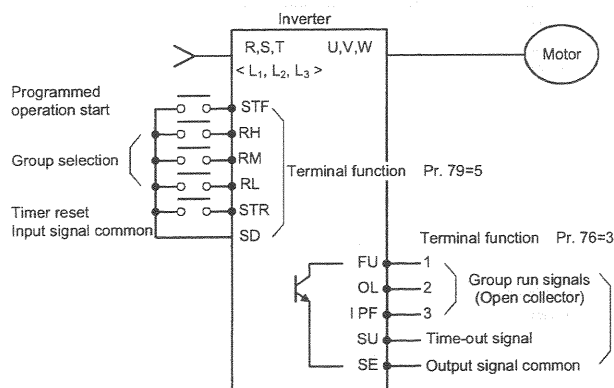 Inverter
R,S,T U,V,W
< L1, L2, L3 >
Motor
Programmed
operation start
STF
RH
Group selection
RM
RL
Terminal function Pr. 79=5
Timer reset
STR
Input signal common
SD
Terminal function Pr. 76=3
FU 1
OL 2
IPF 3
Group run signals
(Open collector)
SU Time-out signal
SE Output signal common